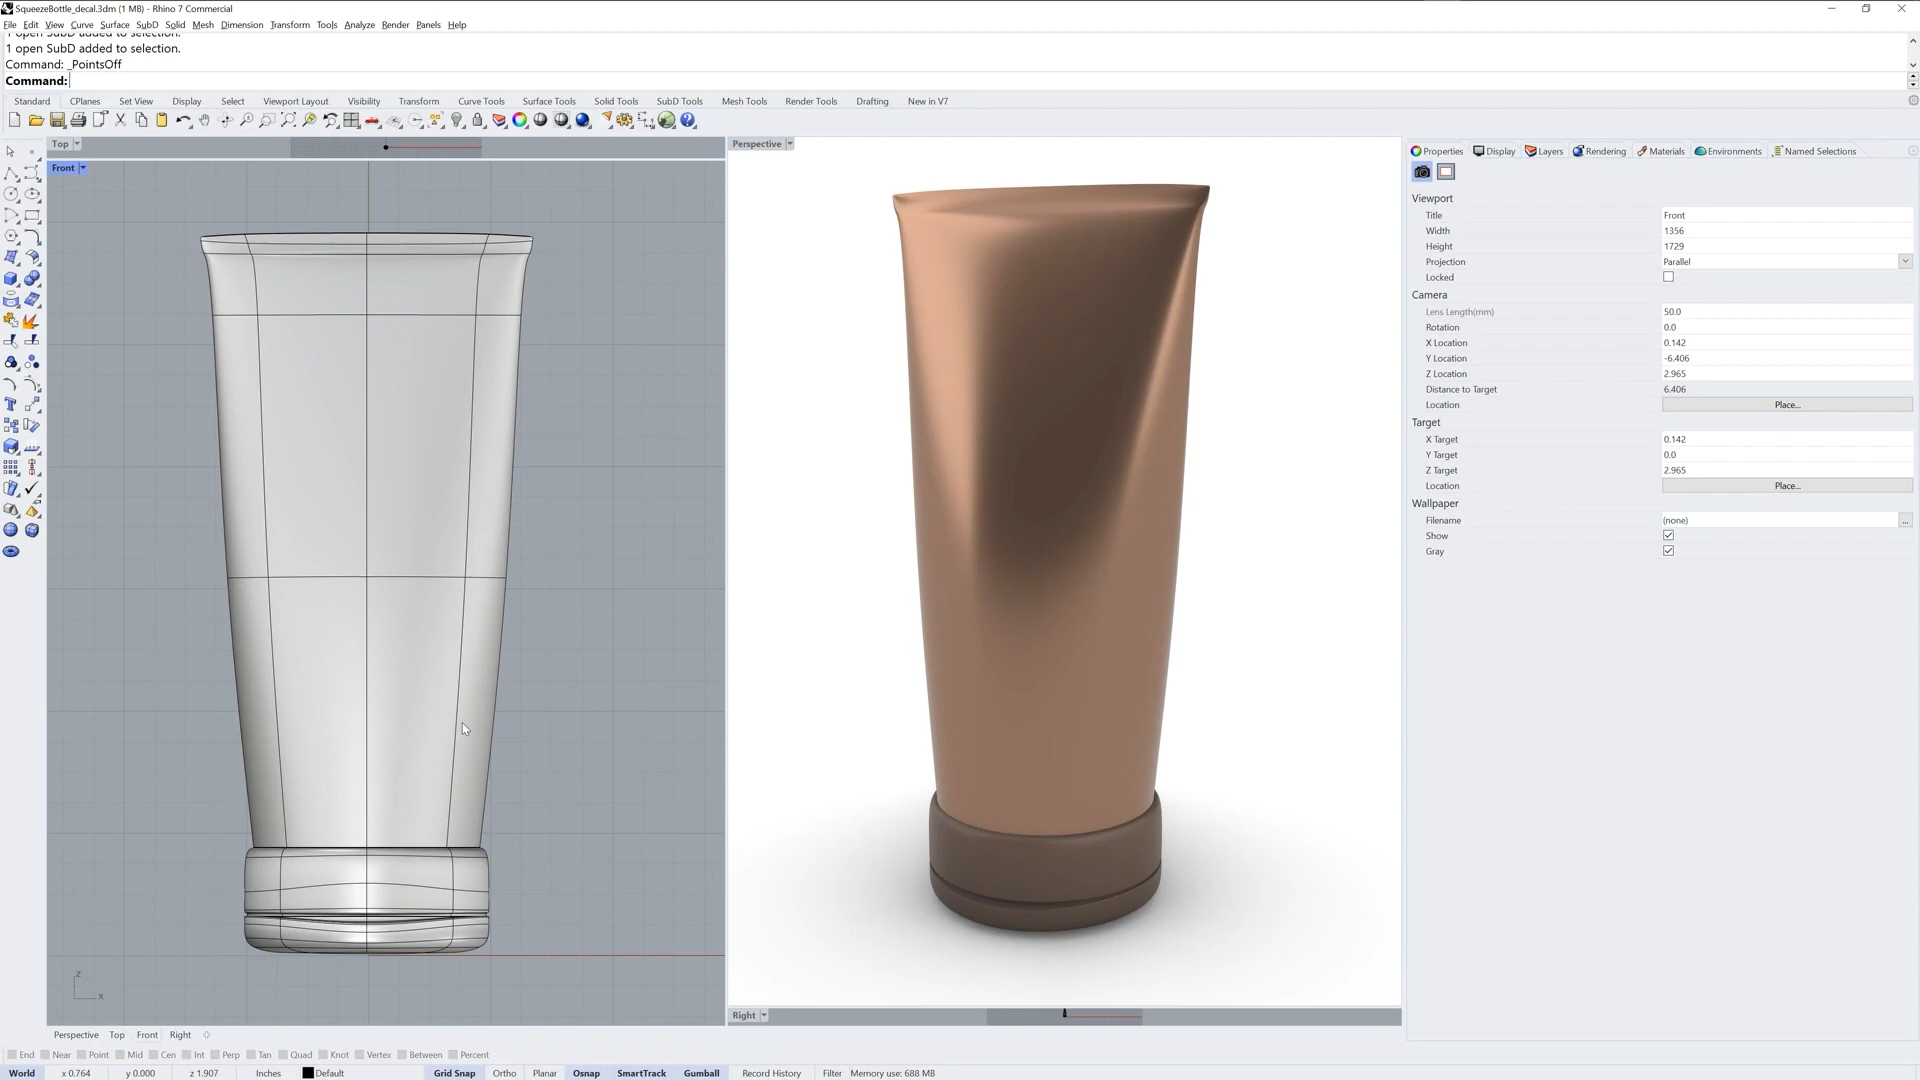 SqueezeBottle_decal.3dm (1 MB) - Rhino 7 Commercial
File Edit View Curve Surface SubD Solid Mesh Dimension Transform Tools Analyze Render Panels Help
1 open SubD added to selection.
1 open SubD added to selection.
Command: _PointsOff
Command:
Standard CPlanes Set View Display Select Viewport Layout Visibility Transform Curve Tools Surface Tools Solid Tools SubD Tools Mesh Tools Render Tools Drafting New in V7
Top
Perspective
Front
Properties Display Layers Rendering Materials Environments Named Selections
Viewport
Title Front
Width 1356
Height 1729
Projection Parallel
Locked
Camera
Lens Length(mm) 50.0
Rotation 0.0
X Location 0.142
Y Location -6.406
Z Location 2.965
Distance to Target 6.406
Location Place...
Target
X Target 0.142
Y Target 0.0
Z Target 2.965
Location Place...
Wallpaper
Filename (none) ...
Show
Gray
z
x
Right
Perspective Top Front Right
End Near Point Mid Cen Int Perp Tan Quad Knot Vertex Between Percent
World x 0.764 y 0.000 z 1.907 Inches Default Grid Snap Ortho Planar Osnap SmartTrack Gumball Record History Filter Memory use: 688 MB